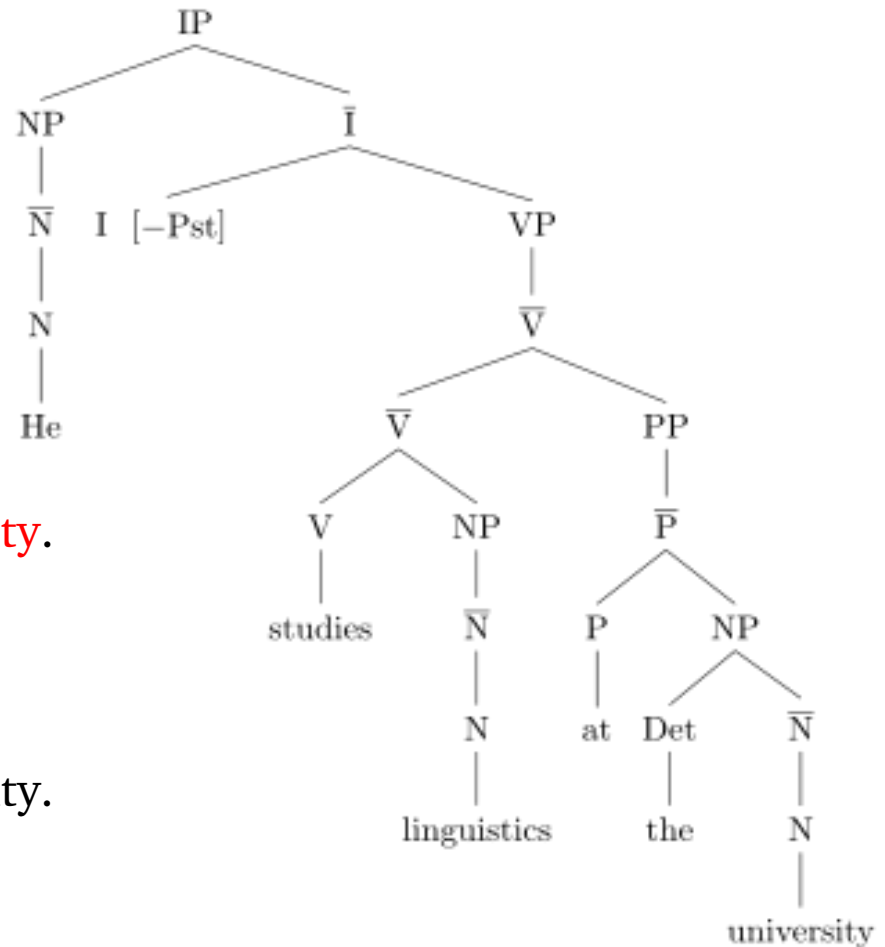 IP
NP Ī
N̅ I [−Pst] VP
N V̅
He V̅ PP
ty. V NP P̅
studies N̅ P NP
N at Det N̅
ty.
linguistics the N
university